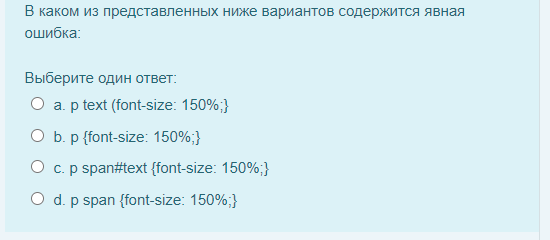 В каком из представленных ниже вариантов содержится явная
ошибка:
Выберите один ответ:
a. p text (font-size: 150%;}
b. p {font-size: 150%;}
c. p span#text {font-size: 150%;}
d. p span {font-size: 150%;}